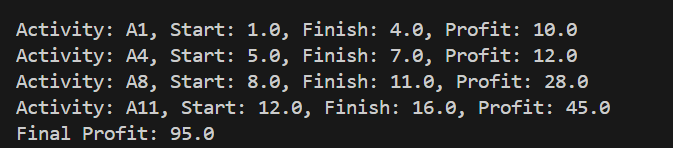 Activity: A1, Start: 1.0, Finish: 4.0, Profit: 10.0
Activity: A4, Start: 5.0, Finish: 7.0, Profit: 12.0
Activity: A8, Start: 8.0, Finish: 11.0, Profit: 28.0
Activity: A11, Start: 12.0, Finish: 16.0, Profit: 45.0
Final Profit: 95.0